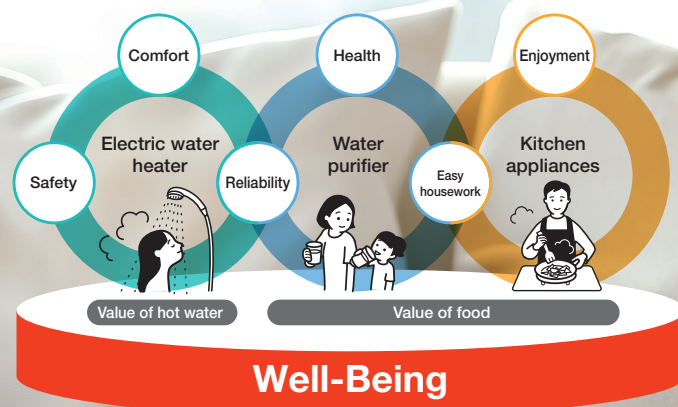 Comfort
Health
Enjoyment
Electric water
heater
Water
purifier
Kitchen
appliances
Safety
Reliability
Easy
housework
Value of hot water
Value of food
Well-Being